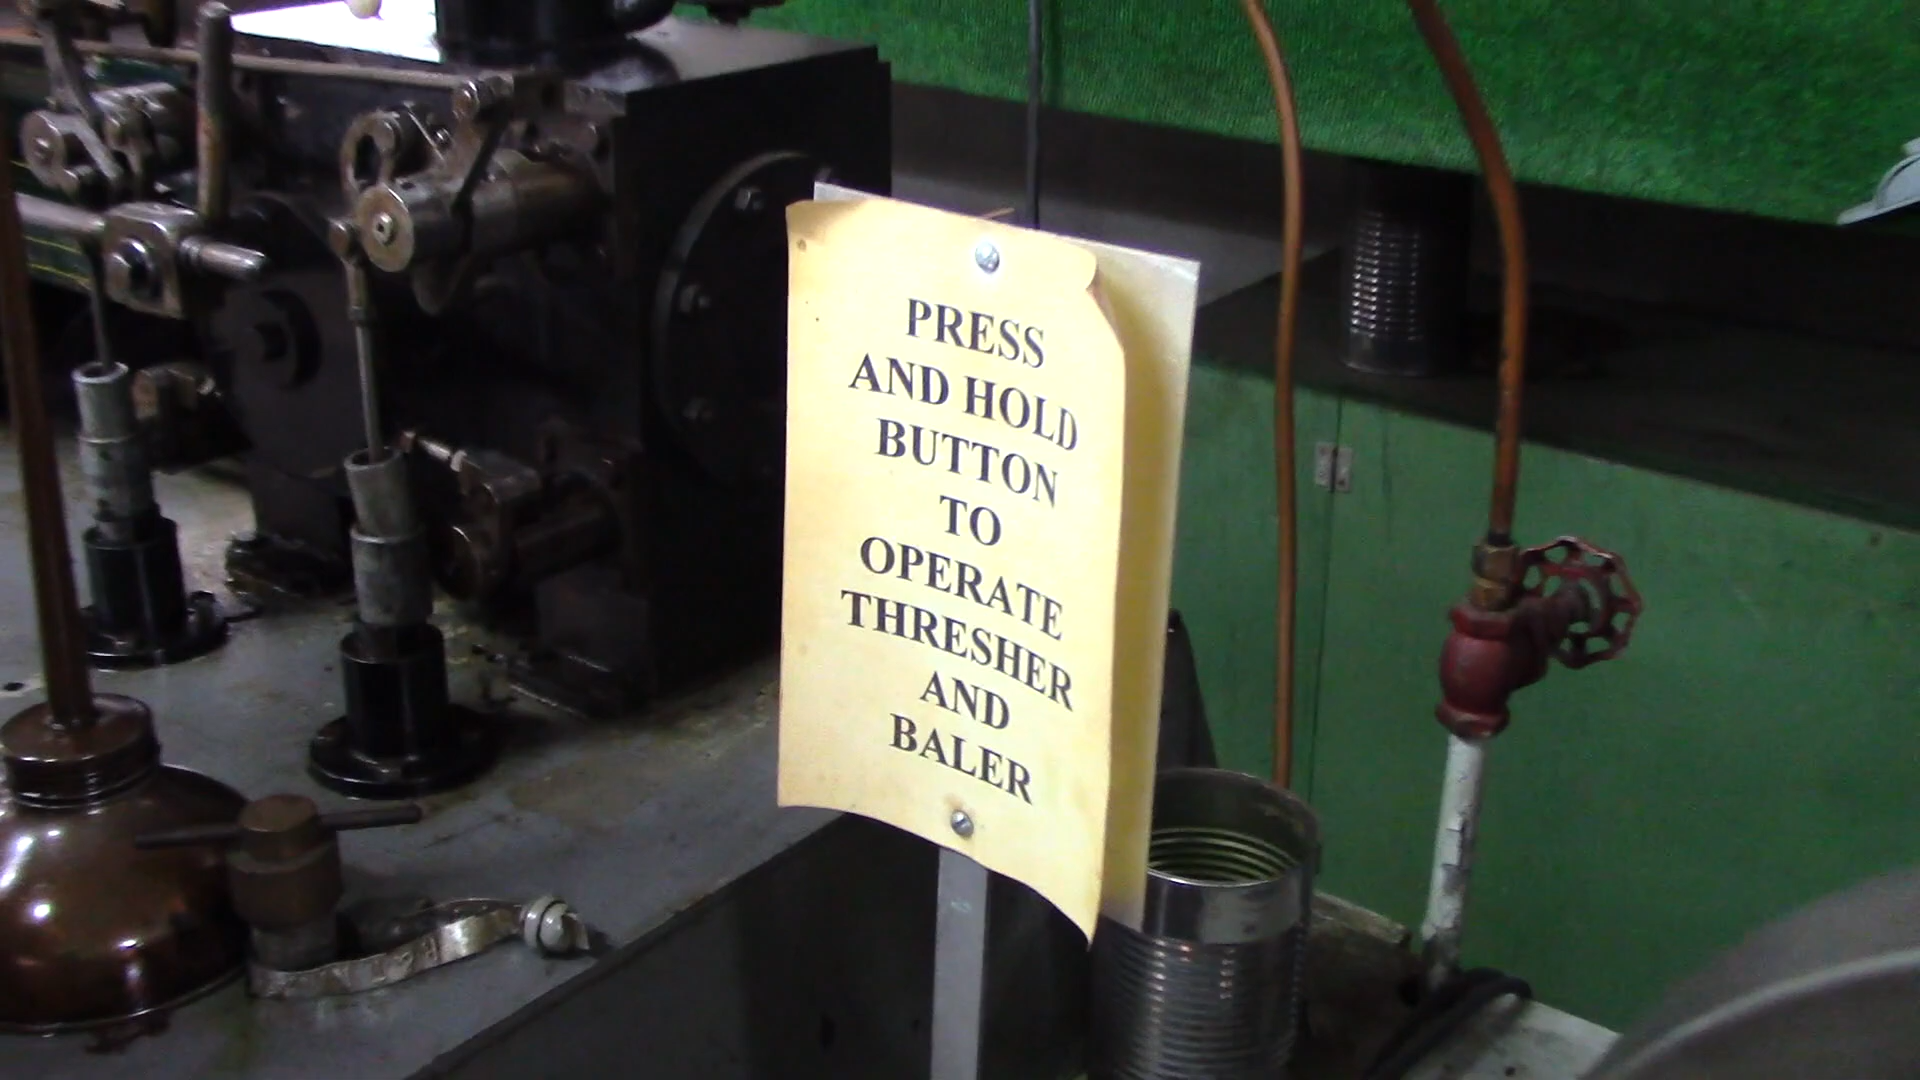 PRESS
AND HOLD
BUTTON
TO
OPERATE
THRESHER
AND
BALER